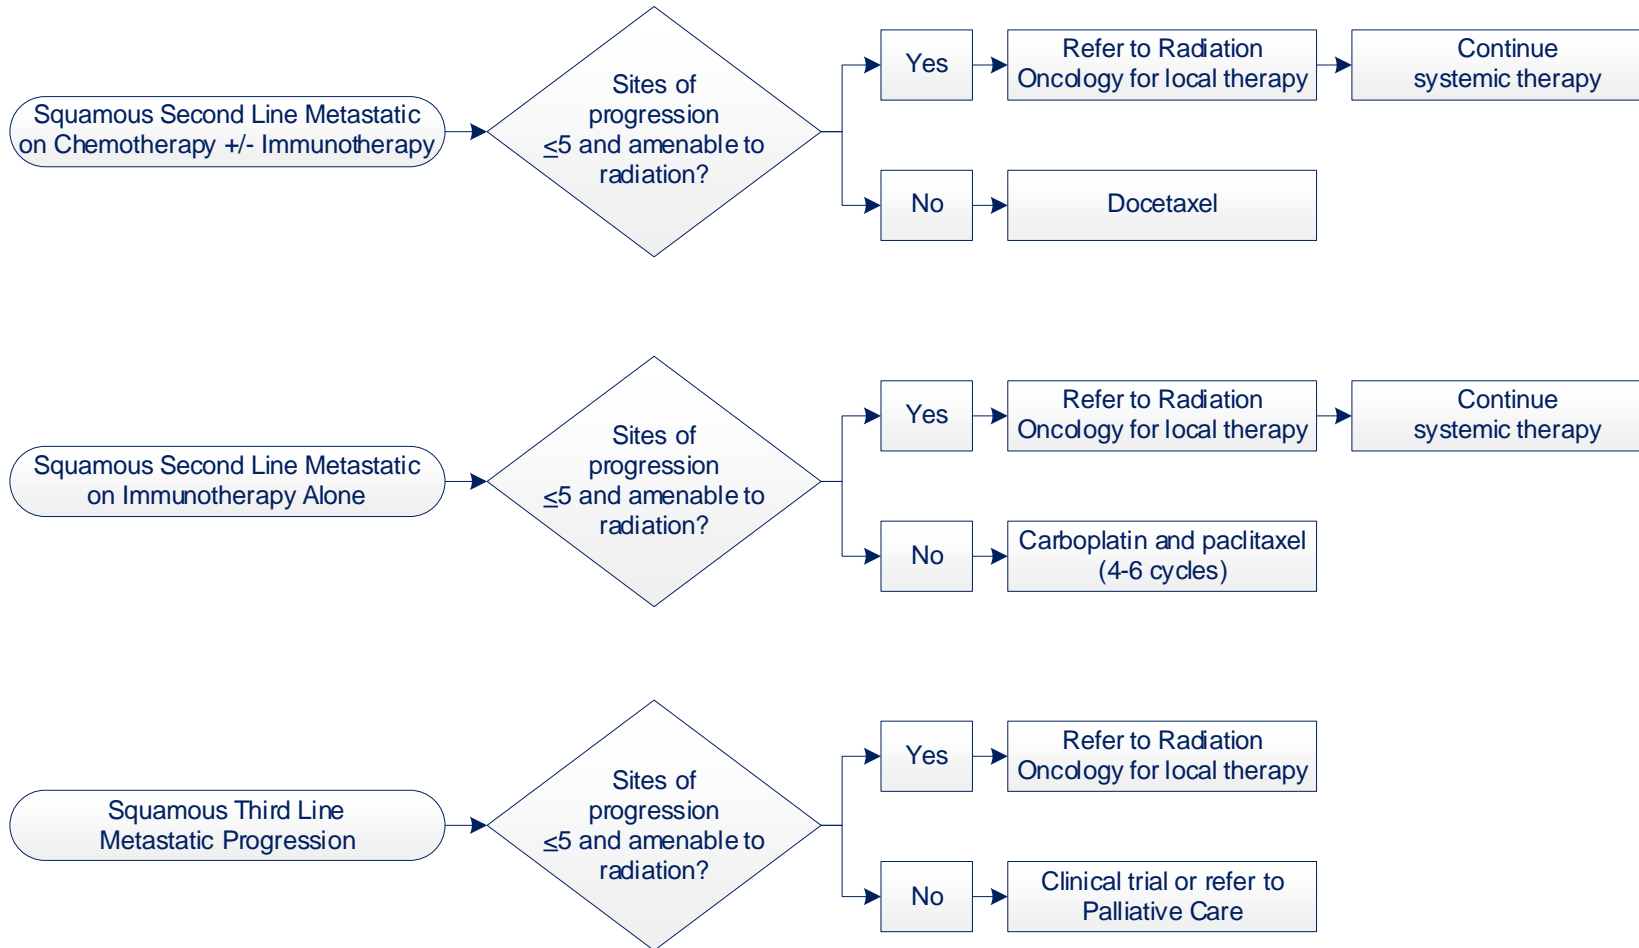 Squamous Second Line Metastatic
on Chemotherapy +/- Immunotherapy
Sites of
progression
≤5 and amenable to
radiation?
Yes
Refer to Radiation
Oncology for local therapy
Continue
systemic therapy
No
Docetaxel
Squamous Second Line Metastatic
on Immunotherapy Alone
Sites of
progression
≤5 and amenable to
radiation?
Yes
Refer to Radiation
Oncology for local therapy
Continue
systemic therapy
No
Carboplatin and paclitaxel
(4-6 cycles)
Squamous Third Line
Metastatic Progression
Sites of
progression
≤5 and amenable to
radiation?
Yes
Refer to Radiation
Oncology for local therapy
No
Clinical trial or refer to
Palliative Care